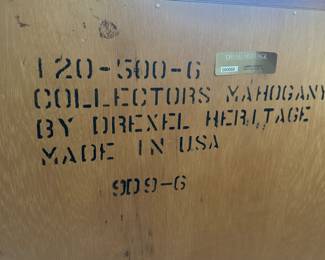 120-500-6
COLLECTORS MAHOGANY
BY DREXEL HERITAGE
MADE IN USA
909-6